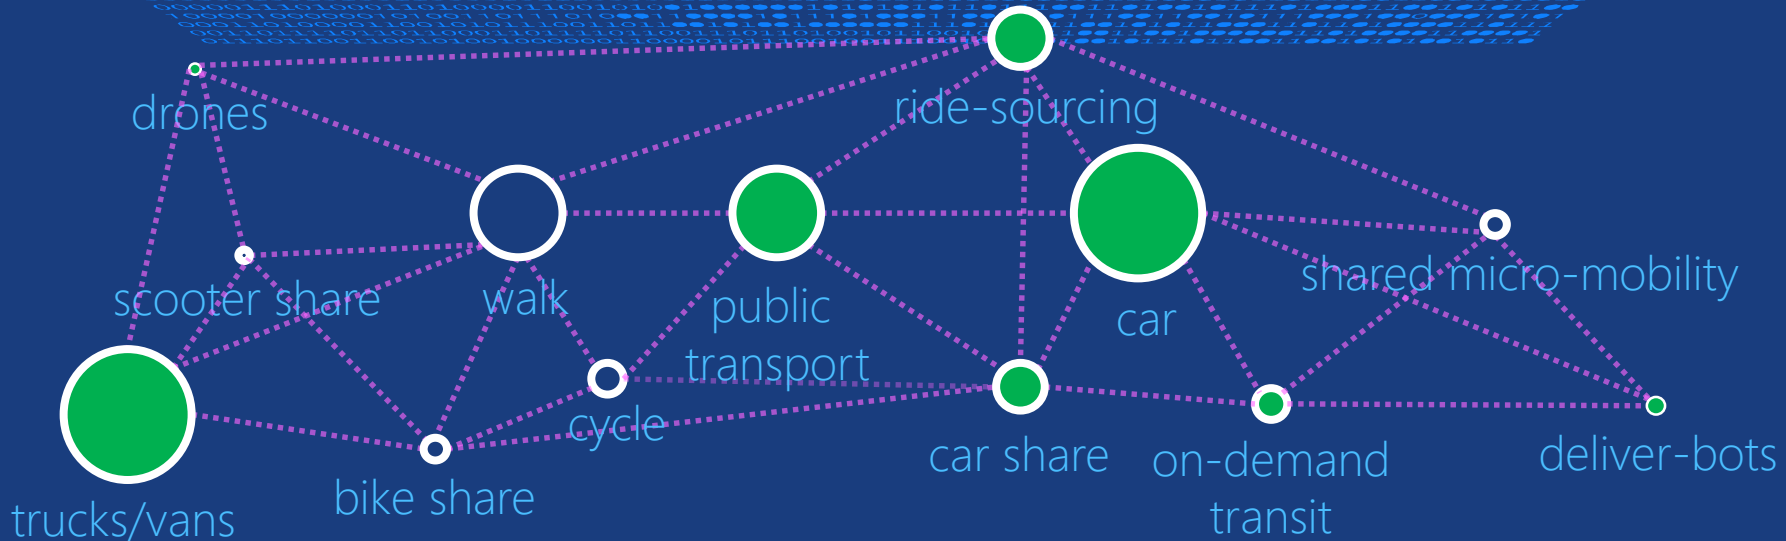 drones
ride-sourcing
scooter share
walk
public
transport
car
shared micro-mobility
trucks/vans
bike share
cycle
car share
on-demand
transit
deliver-bots